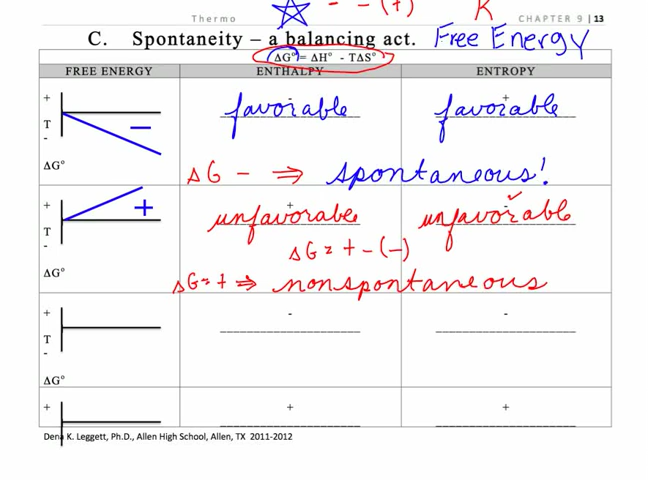 - - (+)
K
Thermo CHAPTER 9 | 13
C. Spontaneity – a balancing act. Free Energy
ΔG° = ΔH° - TΔS°
FREE ENERGY ENTHALPY ENTROPY
+ favorable + favorable
T
-
−
ΔG° ΔG - ⇒ spontaneous!
+ + unfavorable - unfavorable
T
-
+
ΔG = + - (-)
ΔG° ΔG = + ⇒ nonspontaneous
+ - -
T
-
ΔG°
+ + +
Dena K. Leggett, Ph.D., Allen High School, Allen, TX 2011-2012